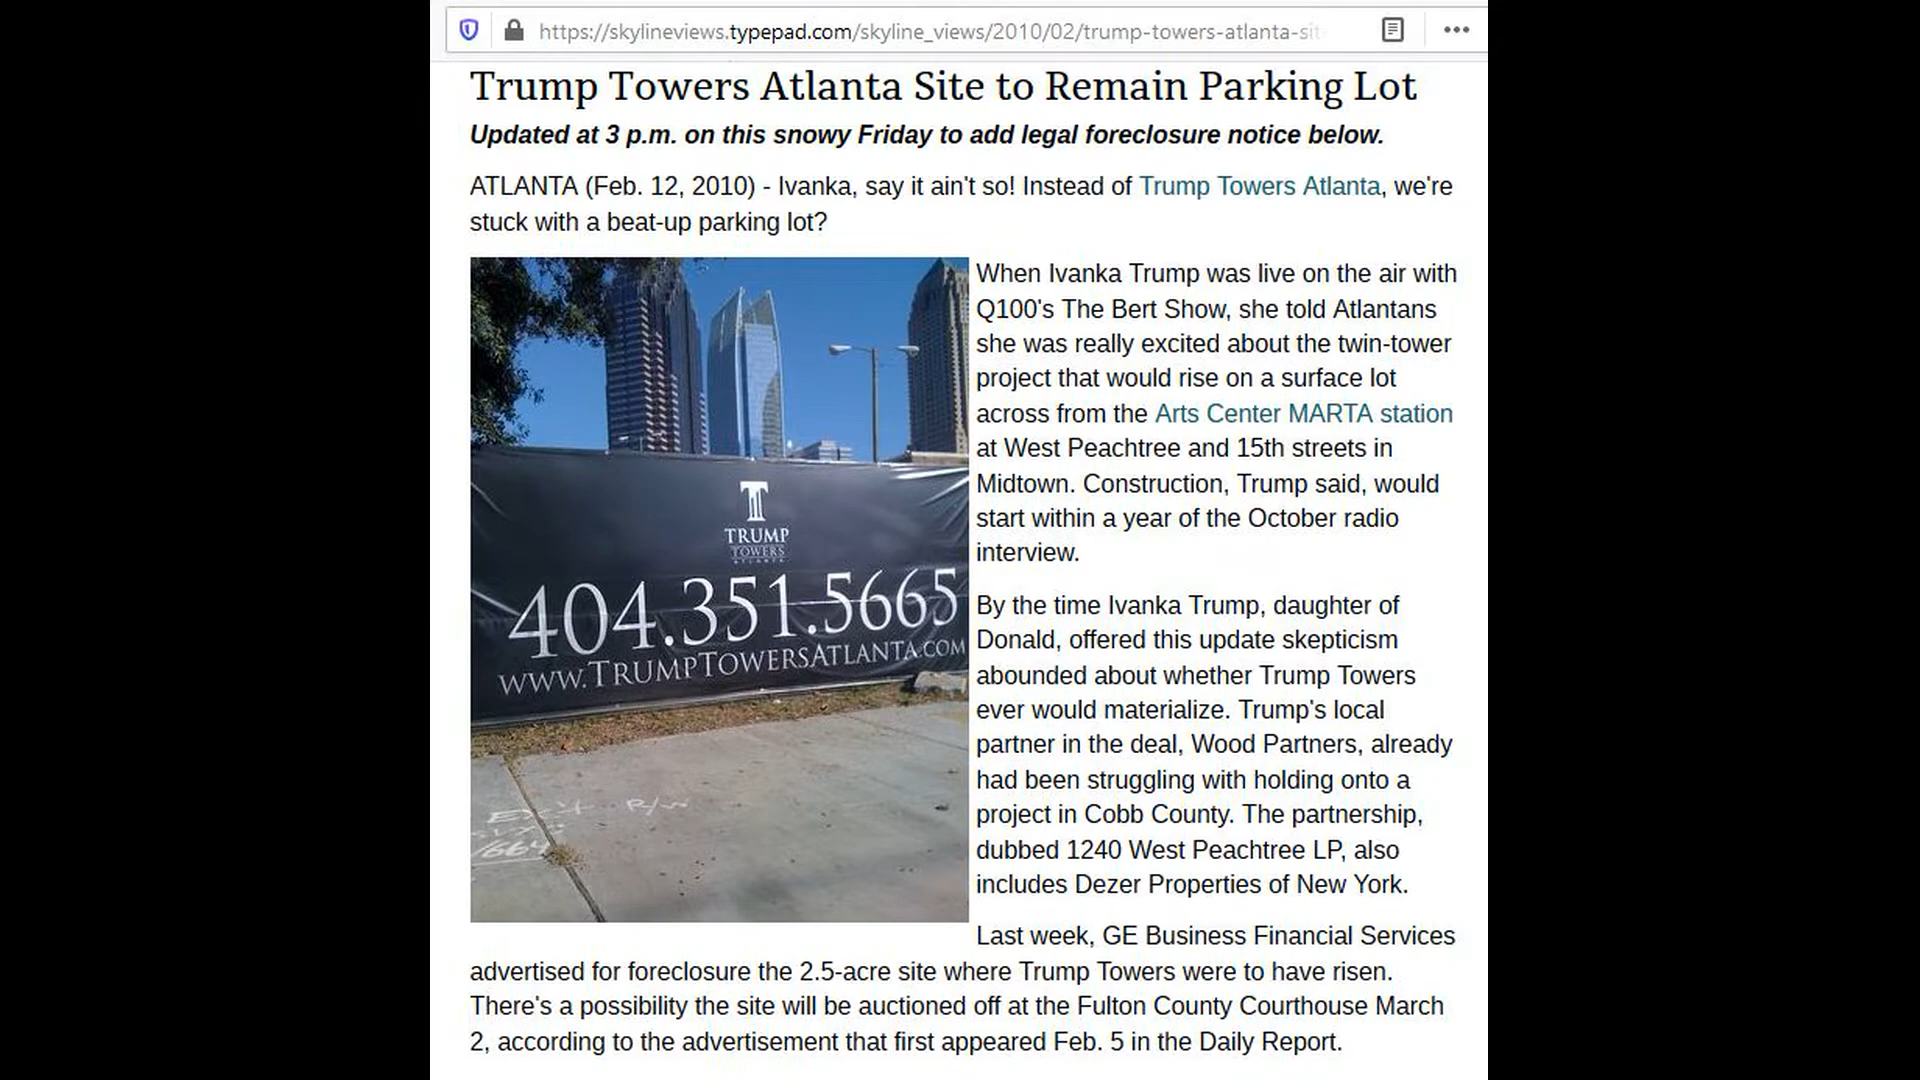 https://skylineviews.typepad.com/skyline_views/2010/02/trump-towers-atlanta-sit
Trump Towers Atlanta Site to Remain Parking Lot
Updated at 3 p.m. on this snowy Friday to add legal foreclosure notice below.
ATLANTA (Feb. 12, 2010) - Ivanka, say it ain't so! Instead of Trump Towers Atlanta, we're
stuck with a beat-up parking lot?
TRUMP
TOWERS
ATLANTA
404.351.5665
WWW.TRUMPTOWERSATLANTA.COM
R/W
When Ivanka Trump was live on the air with
Q100's The Bert Show, she told Atlantans
she was really excited about the twin-tower
project that would rise on a surface lot
across from the Arts Center MARTA station
at West Peachtree and 15th streets in
Midtown. Construction, Trump said, would
start within a year of the October radio
interview.
By the time Ivanka Trump, daughter of
Donald, offered this update skepticism
abounded about whether Trump Towers
ever would materialize. Trump's local
partner in the deal, Wood Partners, already
had been struggling with holding onto a
project in Cobb County. The partnership,
dubbed 1240 West Peachtree LP, also
includes Dezer Properties of New York.
Last week, GE Business Financial Services
advertised for foreclosure the 2.5-acre site where Trump Towers were to have risen.
There's a possibility the site will be auctioned off at the Fulton County Courthouse March
2, according to the advertisement that first appeared Feb. 5 in the Daily Report.